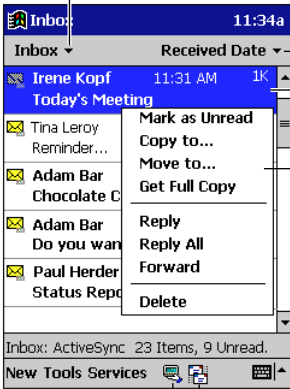 Inbox 11:34a
Inbox Received Date
Irene Kopf 11:31 AM 1K
Today's Meeting
Tina Leroy
Reminder...
Adam Bar
Chocolate C
Adam Bar
Do you wan
Paul Herder
Status Repo
Mark as Unread
Copy to...
Move to...
Get Full Copy
Reply
Reply All
Forward
Delete
Inbox: ActiveSync 23 Items, 9 Unread.
New Tools Services